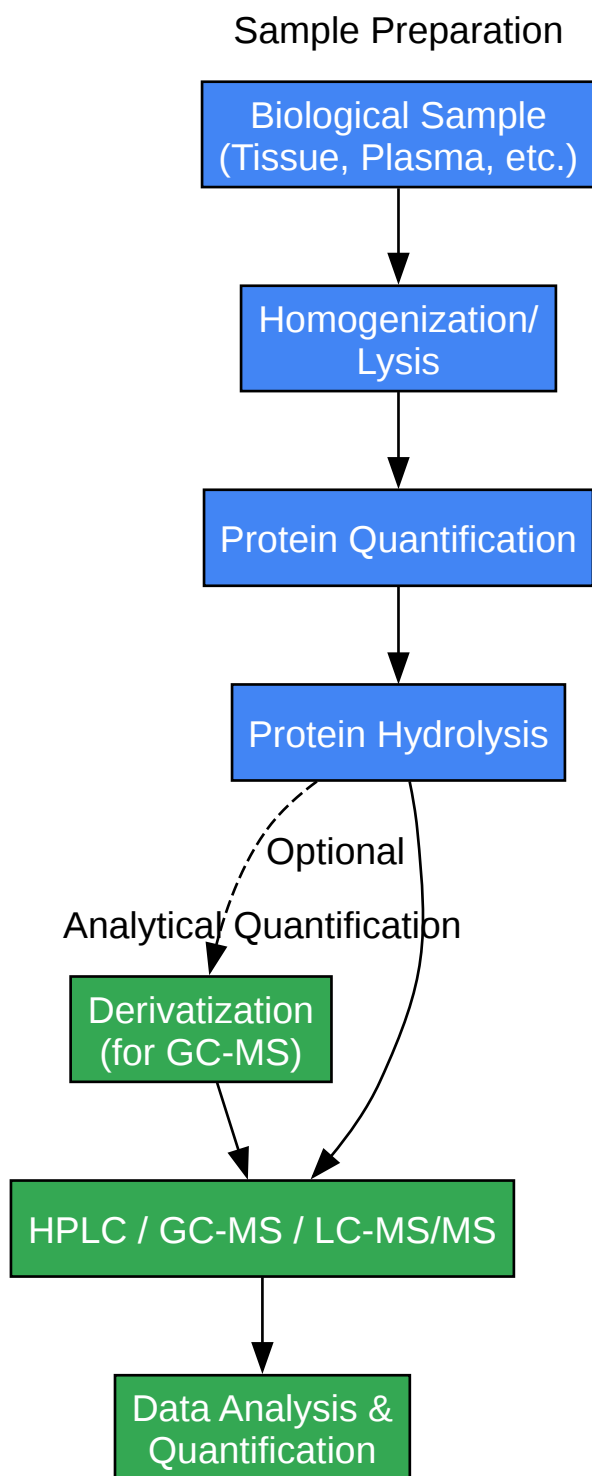 Sample Preparation
Biological Sample
(Tissue, Plasma, etc.)
Homogenization/
Lysis
Protein Quantification
Protein Hydrolysis
Optional
Analytical Quantification
Derivatization
(for GC-MS)
HPLC / GC-MS / LC-MS/MS
Data Analysis &
Quantification